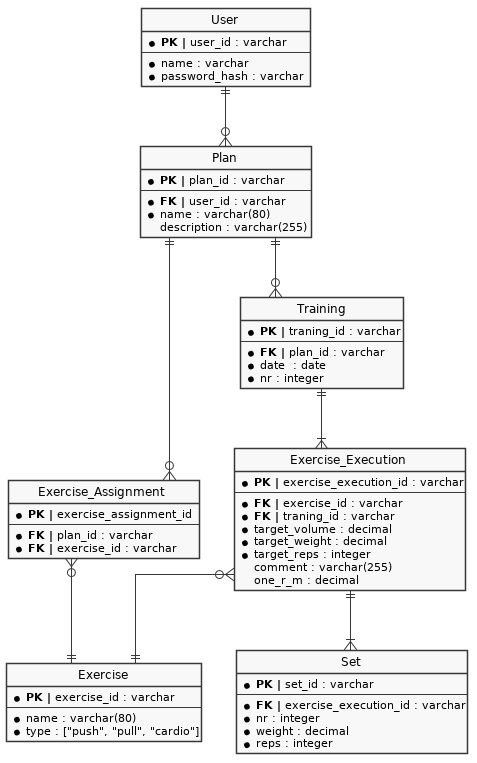 User
PK | user_id : varchar
name : varchar
password_hash : varchar
Plan
PK | plan_id : varchar
FK | user_id : varchar
name : varchar(80)
description : varchar(255)
Training
PK | traning_id : varchar
FK | plan_id : varchar
date : date
nr : integer
Exercise_Execution
PK | exercise_execution_id : varchar
FK | exercise_id : varchar
FK | traning_id : varchar
target_volume : decimal
target_weight : decimal
target_reps : integer
comment : varchar(255)
one_r_m : decimal
Exercise_Assignment
PK | exercise_assignment_id
FK | plan_id : varchar
FK | exercise_id : varchar
Exercise
PK | exercise_id : varchar
name : varchar(80)
type : ["push", "pull", "cardio"]
Set
PK | set_id : varchar
FK | exercise_execution_id : varchar
nr : integer
weight : decimal
reps : integer